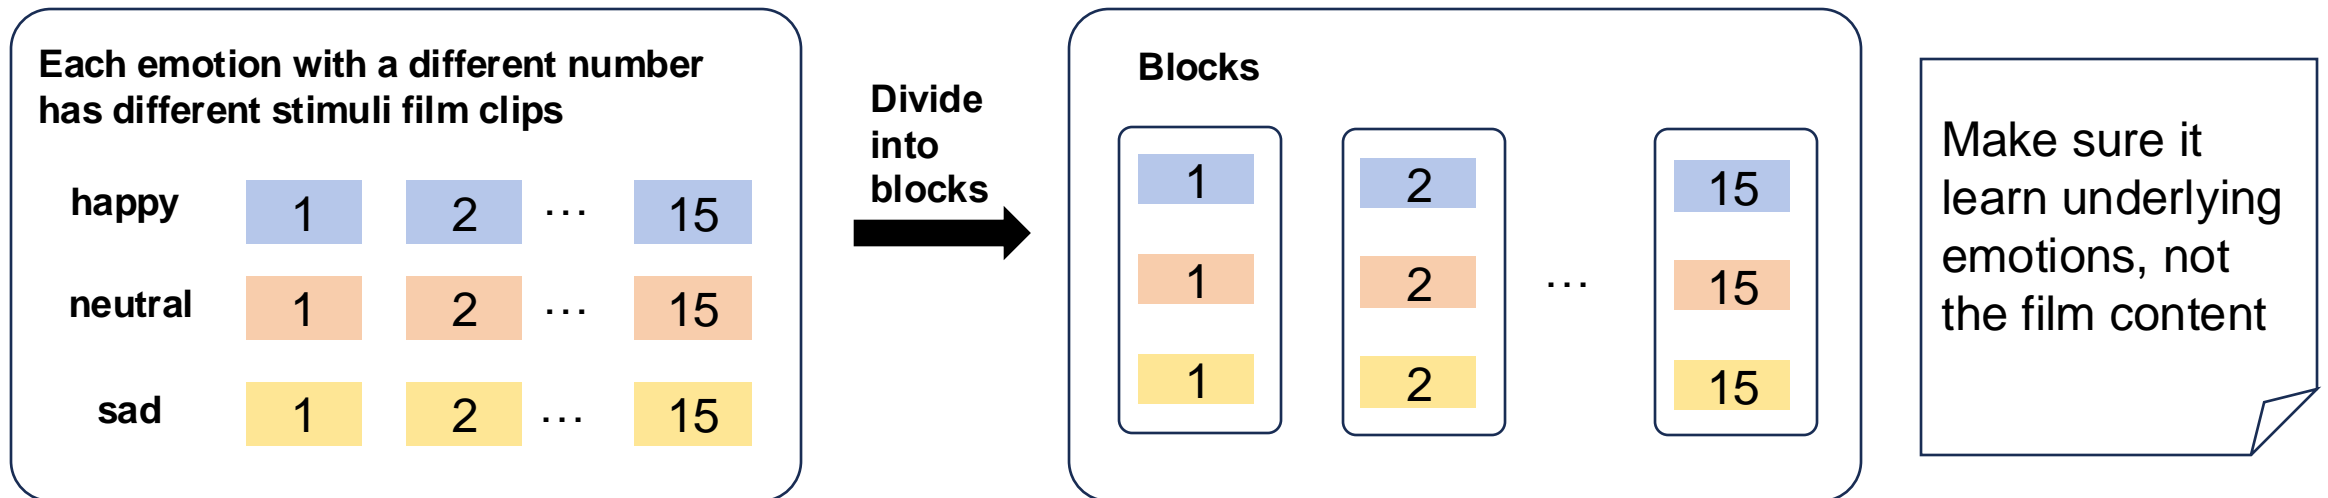 Each emotion with a different number
has different stimuli film clips
happy 1 2 ... 15
neutral 1 2 ... 15
sad 1 2 ... 15
Divide
into
blocks
Blocks
1 2 15
1 2 ... 15
1 2 15
Make sure it
learn underlying
emotions, not
the film content